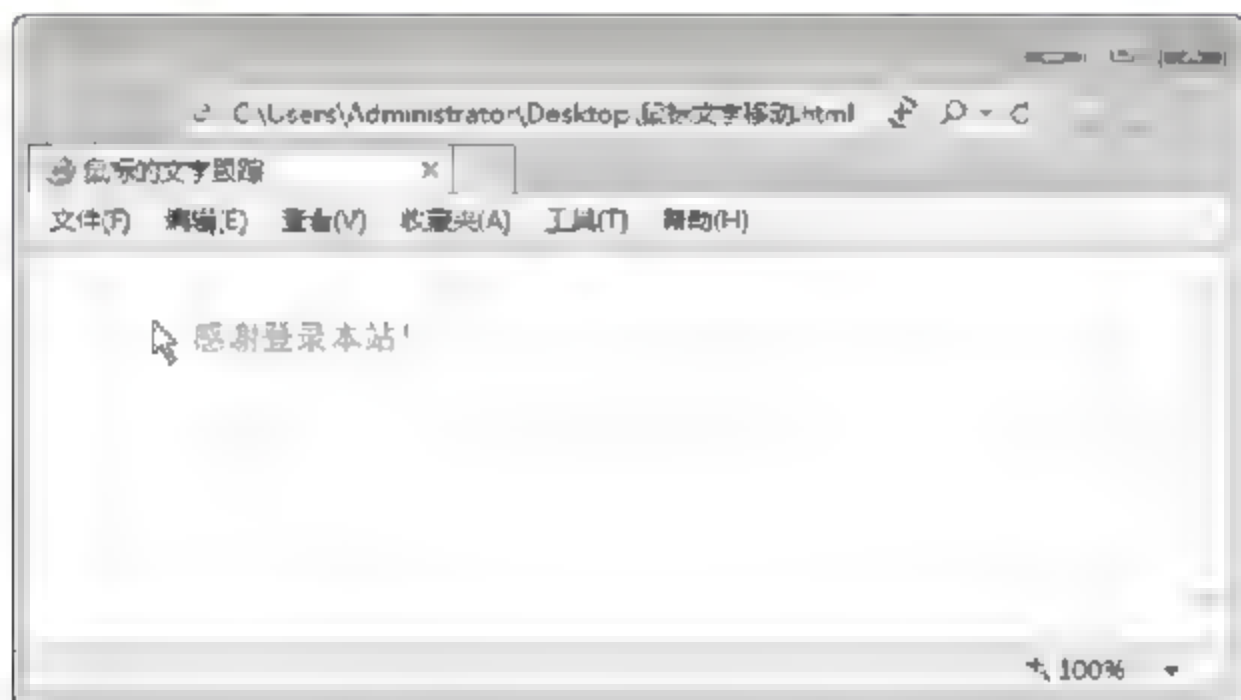 C:\Users\Administrator\Desktop\鼠标文字移动.html
鼠标的文字跟踪
文件(F) 编辑(E) 查看(V) 收藏夹(A) 工具(T) 帮助(H)
感谢登录本站!
100%